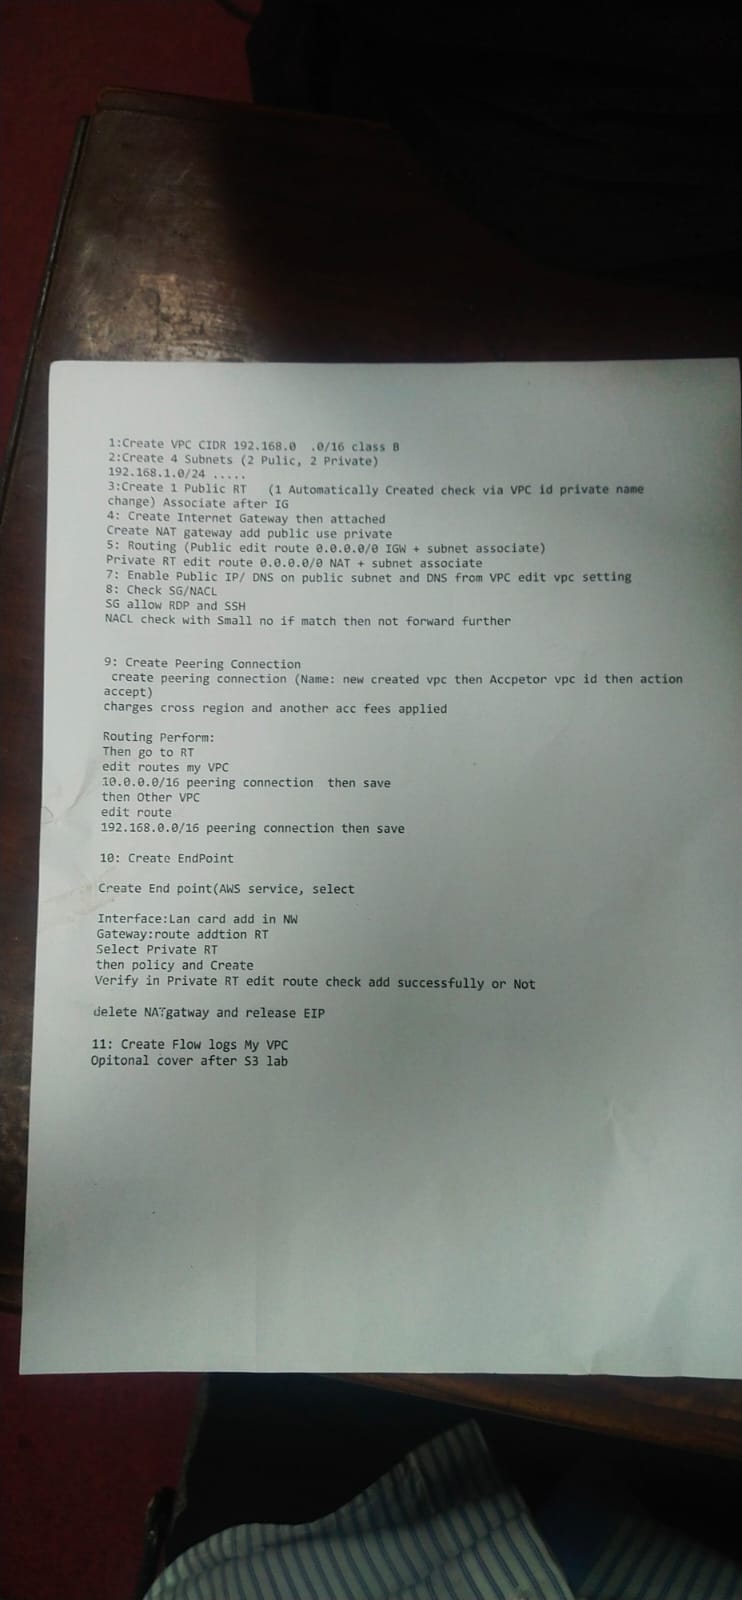 1:Create VPC CIDR 192.168.0  .0/16 class B
2:Create 4 Subnets (2 Pulic, 2 Private)
192.168.1.0/24 .....
3:Create 1 Public RT   (1 Automatically Created check via VPC id private name
change) Associate after IG
4: Create Internet Gateway then attached
Create NAT gateway add public use private
5: Routing (Public edit route 0.0.0.0/0 IGW + subnet associate)
Private RT edit route 0.0.0.0/0 NAT + subnet associate
7: Enable Public IP/ DNS on public subnet and DNS from VPC edit vpc setting
8: Check SG/NACL
SG allow RDP and SSH
NACL check with Small no if match then not forward further
9: Create Peering Connection
create peering connection (Name: new created vpc then Accpetor vpc id then action
accept)
charges cross region and another acc fees applied
Routing Perform:
Then go to RT
edit routes my VPC
10.0.0.0/16 peering connection  then save
then Other VPC
edit route
192.168.0.0/16 peering connection then save
10: Create EndPoint
Create End point(AWS service, select
Interface:Lan card add in NW
Gateway:route addtion RT
Select Private RT
then policy and Create
Verify in Private RT edit route check add successfully or Not
delete NATgatway and release EIP
11: Create Flow logs My VPC
Opitonal cover after S3 lab